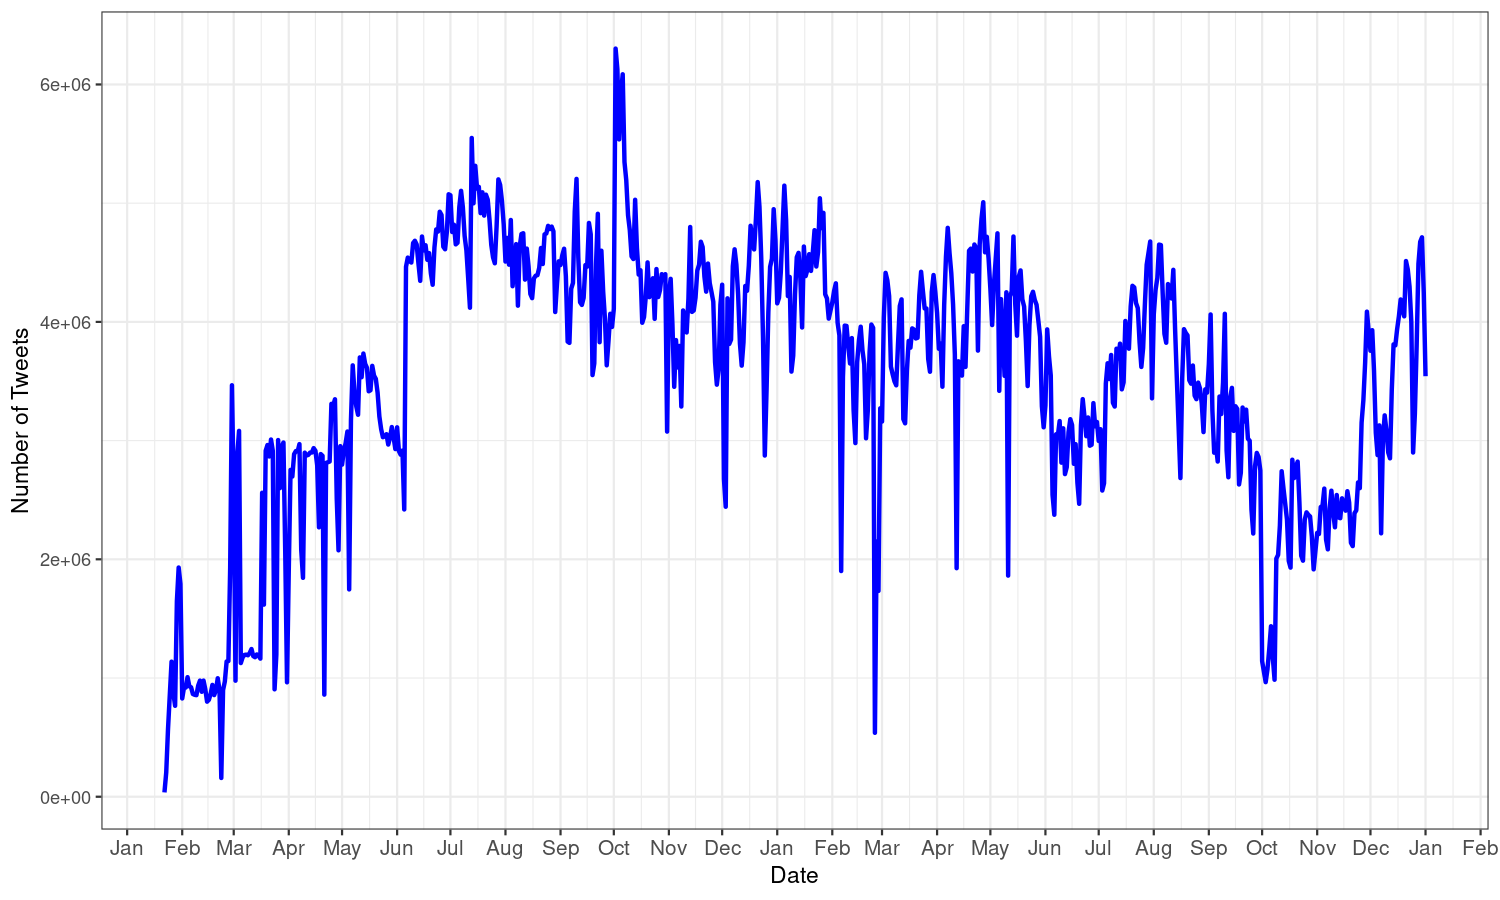 Number of Tweets
6e+06
4e+06
2e+06
0e+00
Jan Feb Mar Apr May Jun Jul Aug Sep Oct Nov Dec Jan Feb Mar Apr May Jun Jul Aug Sep Oct Nov Dec Jan Feb
Date